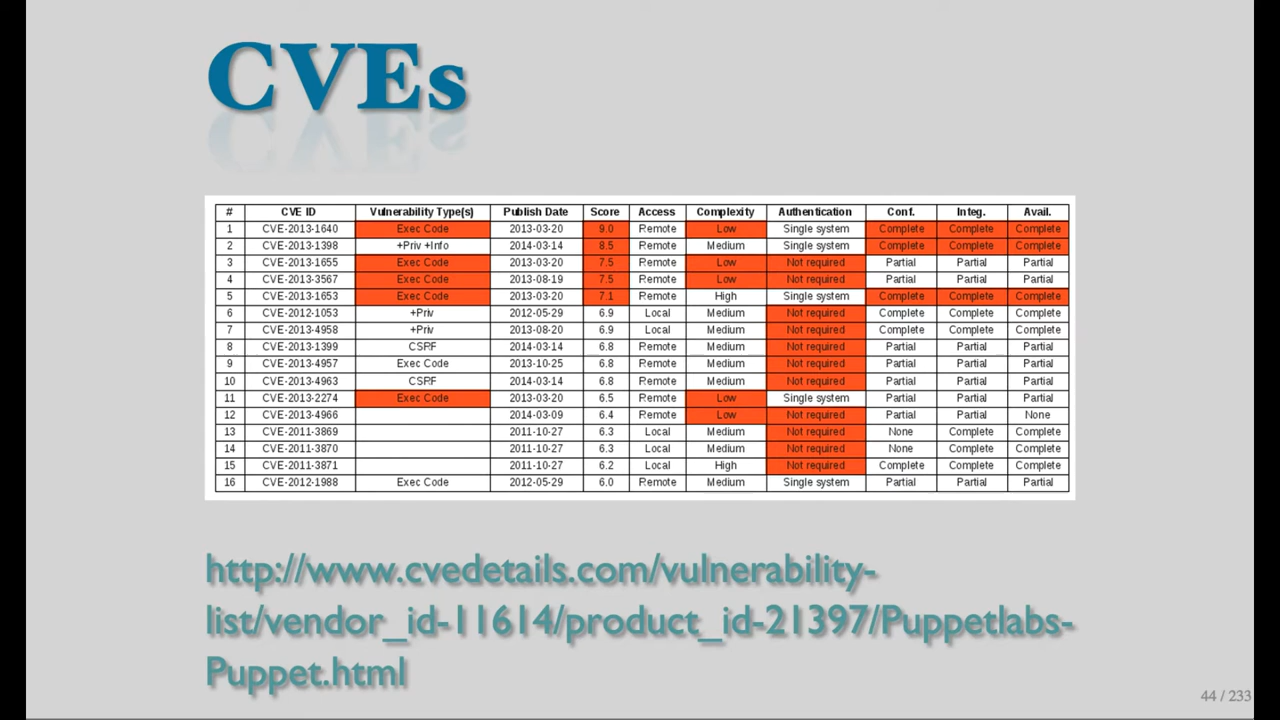 CVEs
# CVE ID Vulnerability Type(s) Publish Date Score Access Complexity Authentication Conf. Integ. Avail.
1 CVE-2013-1640 Exec Code 2013-03-20 9.0 Remote Low Single system Complete Complete Complete
2 CVE-2013-1398 +Priv +Info 2014-03-14 8.5 Remote Medium Single system Complete Complete Complete
3 CVE-2013-1655 Exec Code 2013-03-20 7.5 Remote Low Not required Partial Partial Partial
4 CVE-2013-3567 Exec Code 2013-08-19 7.5 Remote Low Not required Partial Partial Partial
5 CVE-2013-1653 Exec Code 2013-03-20 7.1 Remote High Single system Complete Complete Complete
6 CVE-2012-1053 +Priv 2012-05-29 6.9 Local Medium Not required Complete Complete Complete
7 CVE-2013-4958 +Priv 2013-08-20 6.9 Local Medium Not required Complete Complete Complete
8 CVE-2013-1399 CSRF 2014-03-14 6.8 Remote Medium Not required Partial Partial Partial
9 CVE-2013-4957 Exec Code 2013-10-25 6.8 Remote Medium Not required Partial Partial Partial
10 CVE-2013-4963 CSRF 2014-03-14 6.8 Remote Medium Not required Partial Partial Partial
11 CVE-2013-2274 Exec Code 2013-03-20 6.5 Remote Low Single system Partial Partial Partial
12 CVE-2013-4966 2014-03-09 6.4 Remote Low Not required Partial Partial None
13 CVE-2011-3869 2011-10-27 6.3 Local Medium Not required None Complete Complete
14 CVE-2011-3870 2011-10-27 6.3 Local Medium Not required None Complete Complete
15 CVE-2011-3871 2011-10-27 6.2 Local High Not required Complete Complete Complete
16 CVE-2012-1988 Exec Code 2012-05-29 6.0 Remote Medium Single system Partial Partial Partial
http://www.cvedetails.com/vulnerability-
list/vendor_id-11614/product_id-21397/Puppetlabs-
Puppet.html
44 / 233